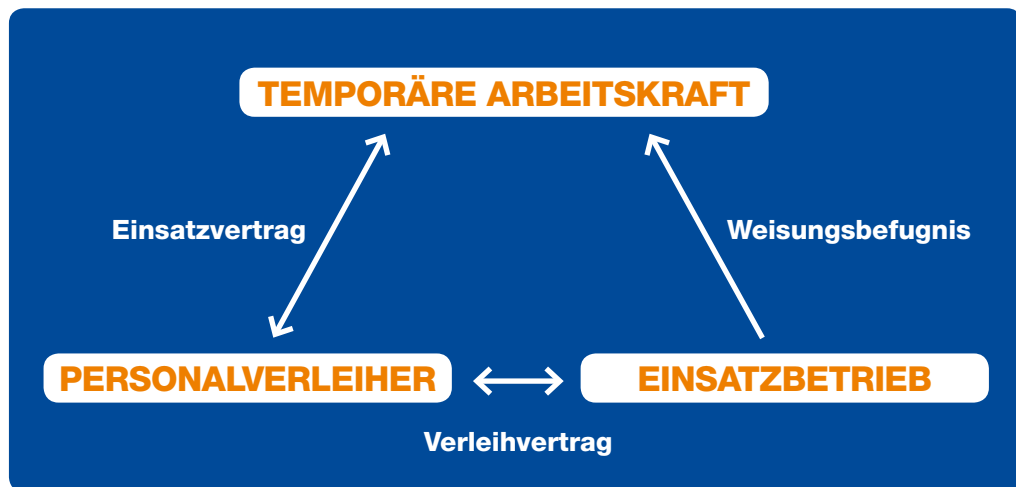 TEMPORÄRE ARBEITSKRAFT
Einsatzvertrag
Weisungsbefugnis
PERSONALVERLEIHER
EINSATZBETRIEB
Verleihvertrag